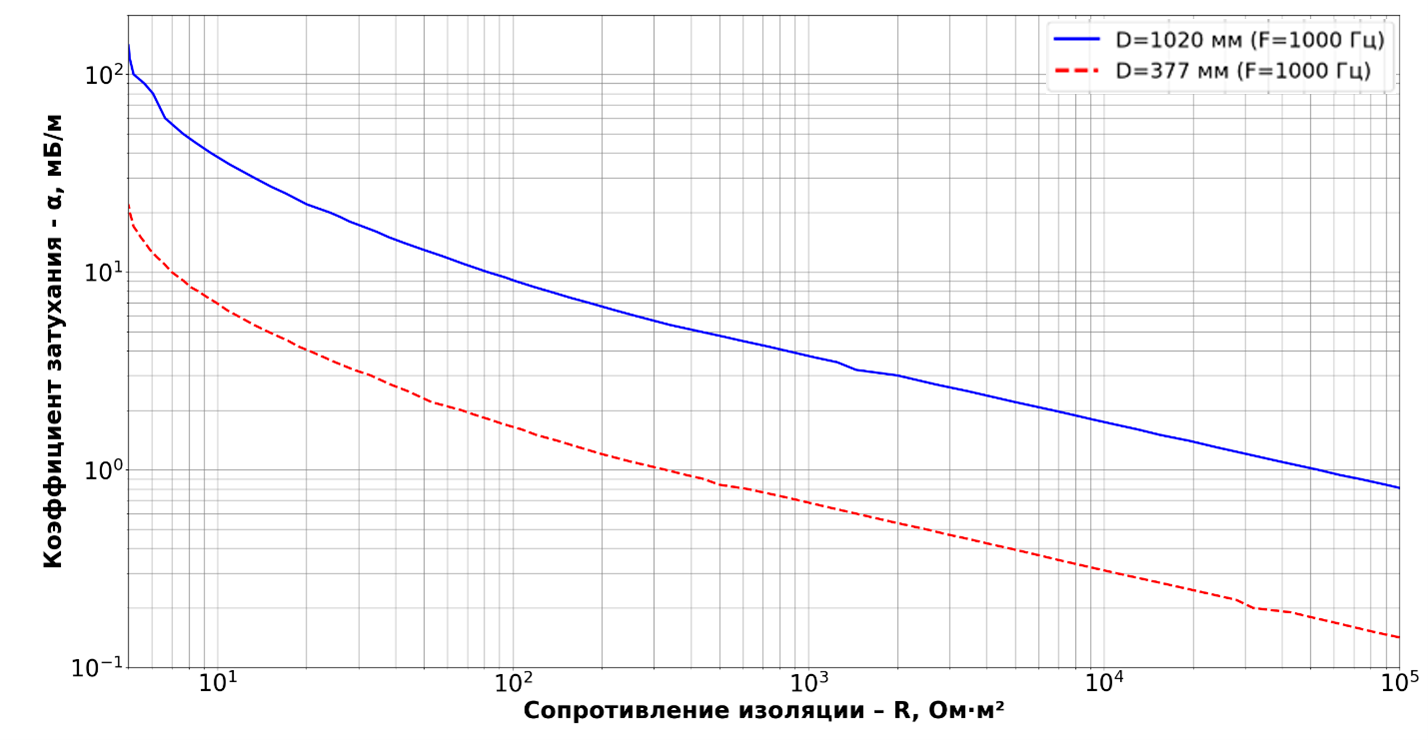 D=1020 мм (F=1000 Гц)
D=377 мм (F=1000 Гц)
Коэффициент затухания - α, мБ/м
10²
10¹
10⁰
10⁻¹
10¹ 10² 10³ 10⁴ 10⁵
Сопротивление изоляции – R, Ом·м²